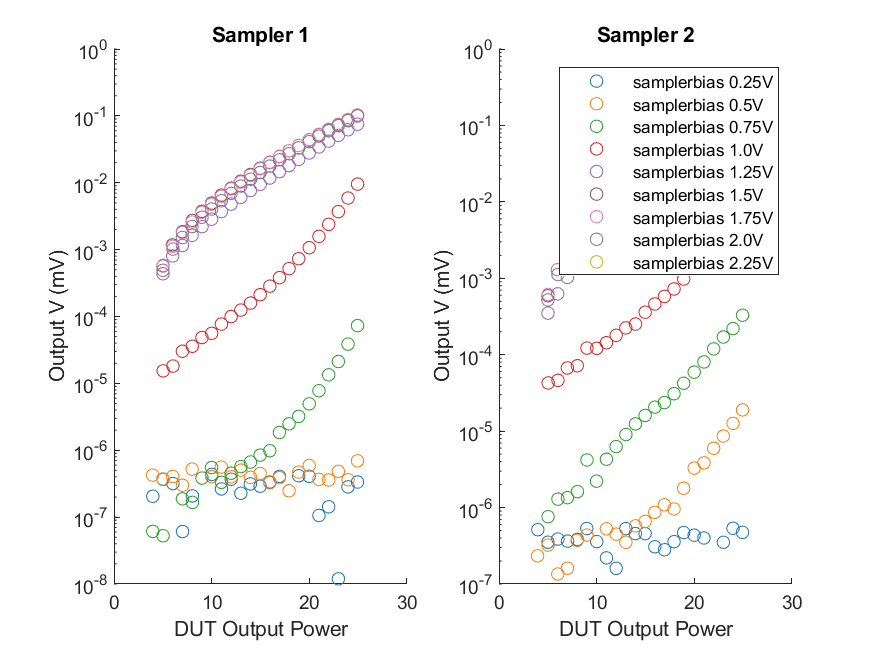 Sampler 1
10^0
10^-1
10^-2
10^-3
10^-4
10^-5
10^-6
10^-7
10^-8
Output V (mV)
0 10 20 30
DUT Output Power
Sampler 2
10^0
10^-1
10^-2
10^-3
10^-4
10^-5
10^-6
10^-7
Output V (mV)
0 10 20 30
DUT Output Power
samplerbias 0.25V
samplerbias 0.5V
samplerbias 0.75V
samplerbias 1.0V
samplerbias 1.25V
samplerbias 1.5V
samplerbias 1.75V
samplerbias 2.0V
samplerbias 2.25V